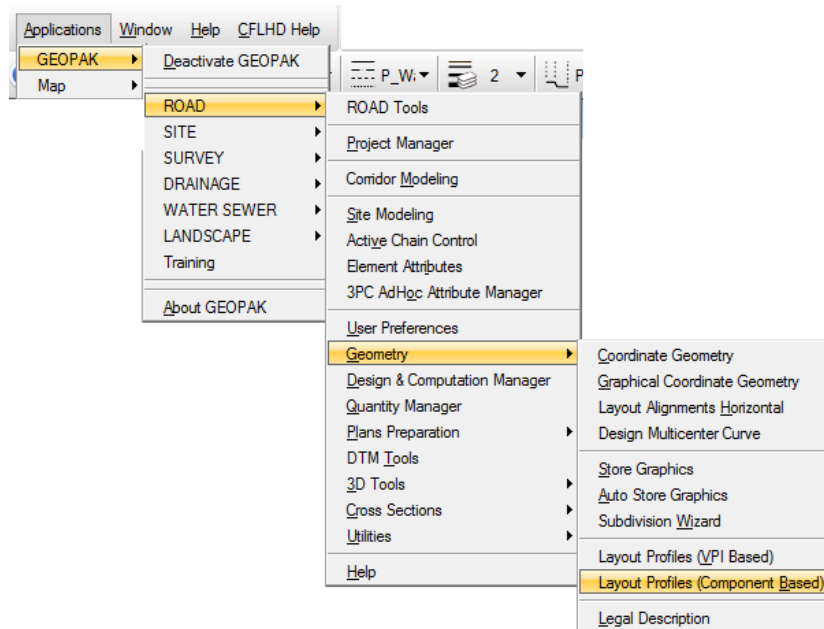 Applications Window Help CFLHD Help
GEOPAK
Map
Deactivate GEOPAK
P_Wa
2
P
ROAD
SITE
SURVEY
DRAINAGE
WATER SEWER
LANDSCAPE
Training
About GEOPAK
ROAD Tools
Project Manager
Corridor Modeling
Site Modeling
Active Chain Control
Element Attributes
3PC AdHoc Attribute Manager
User Preferences
Geometry
Design & Computation Manager
Quantity Manager
Plans Preparation
DTM Tools
3D Tools
Cross Sections
Utilities
Help
Coordinate Geometry
Graphical Coordinate Geometry
Layout Alignments Horizontal
Design Multicenter Curve
Store Graphics
Auto Store Graphics
Subdivision Wizard
Layout Profiles (VPI Based)
Layout Profiles (Component Based)
Legal Description